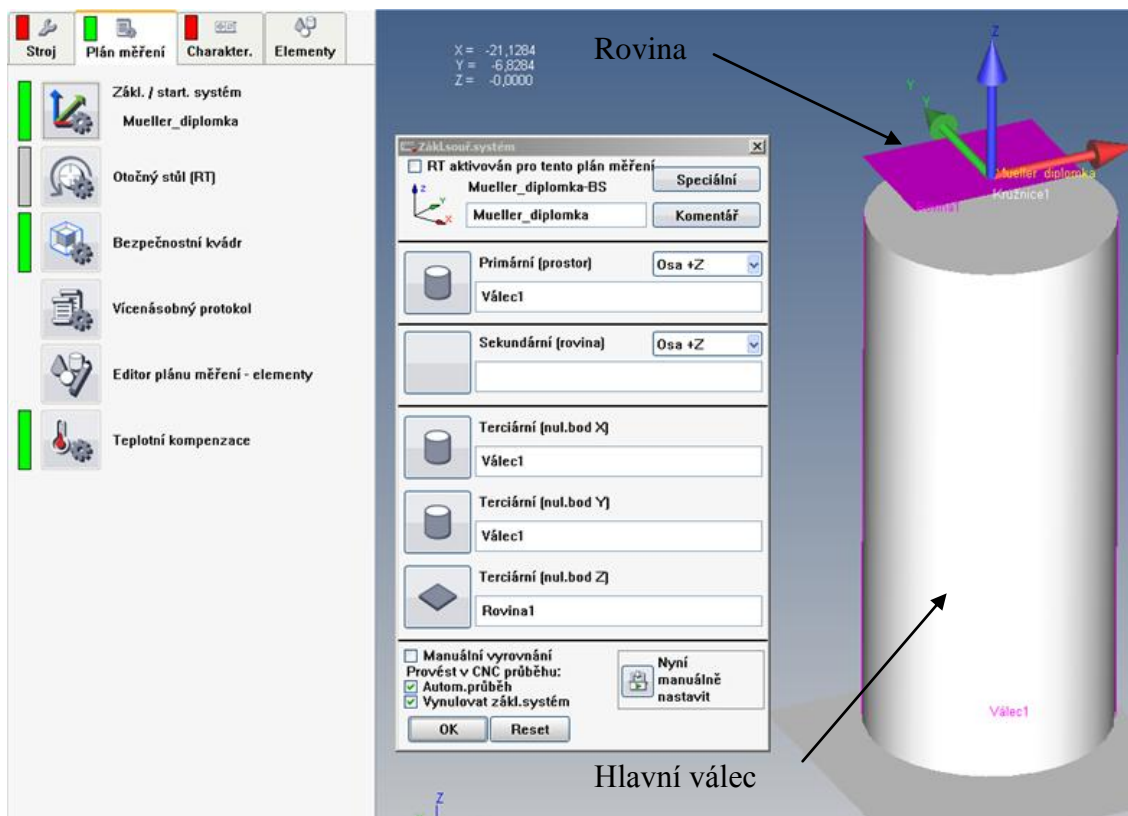 Stroj
Plán měření
Charakter.
Elementy
Zákl. / start. systém
Mueller_diplomka
Otočný stůl (RT)
Bezpečnostní kvádr
Vícenásobný protokol
Editor plánu měření - elementy
Teplotní kompenzace
X = -21,1284
Y = -6,8284
Z = -0,0000
Rovina
Zákl.souř.systém
RT aktivován pro tento plán měření
Mueller_diplomka-BS
Speciální
Mueller_diplomka
Komentář
z
Y
X
Primární (prostor)
Osa +Z
Válec1
Sekundární (rovina)
Osa +Z
Terciární (nul.bod X)
Válec1
Terciární (nul.bod Y)
Válec1
Terciární (nul.bod Z)
Rovina1
Manuální vyrovnání
Provést v CNC průběhu:
Autom.průběh
Vynulovat zákl.systém
Nyní
manuálně
nastavit
OK
Reset
Z
Y
Y
Mueller_diplomka
Kružnice1
Rovina1
Válec1
Hlavní válec
Z